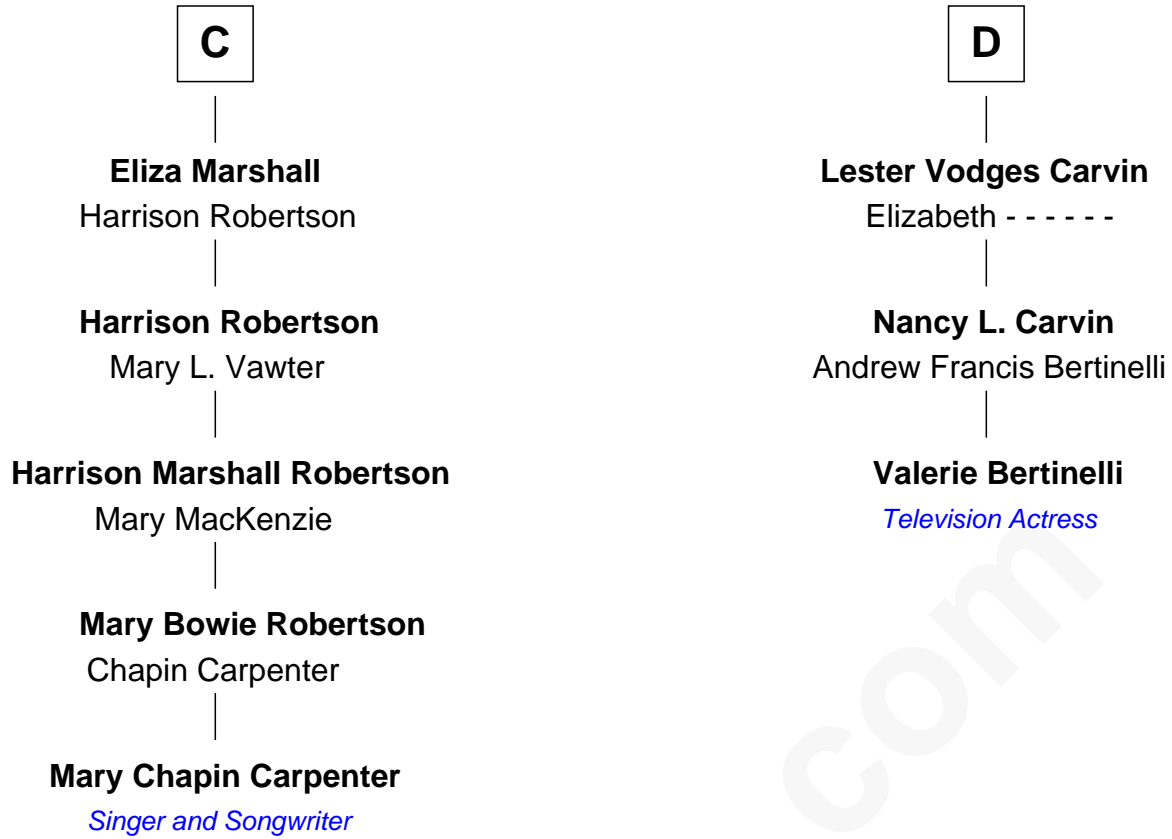 C
Eliza Marshall
Harrison Robertson
Harrison Robertson
Mary L. Vawter
Harrison Marshall Robertson
Mary MacKenzie
Mary Bowie Robertson
Chapin Carpenter
Mary Chapin Carpenter
Singer and Songwriter
D
Lester Vodges Carvin
Elizabeth - - - - - -
Nancy L. Carvin
Andrew Francis Bertinelli
Valerie Bertinelli
Television Actress
com